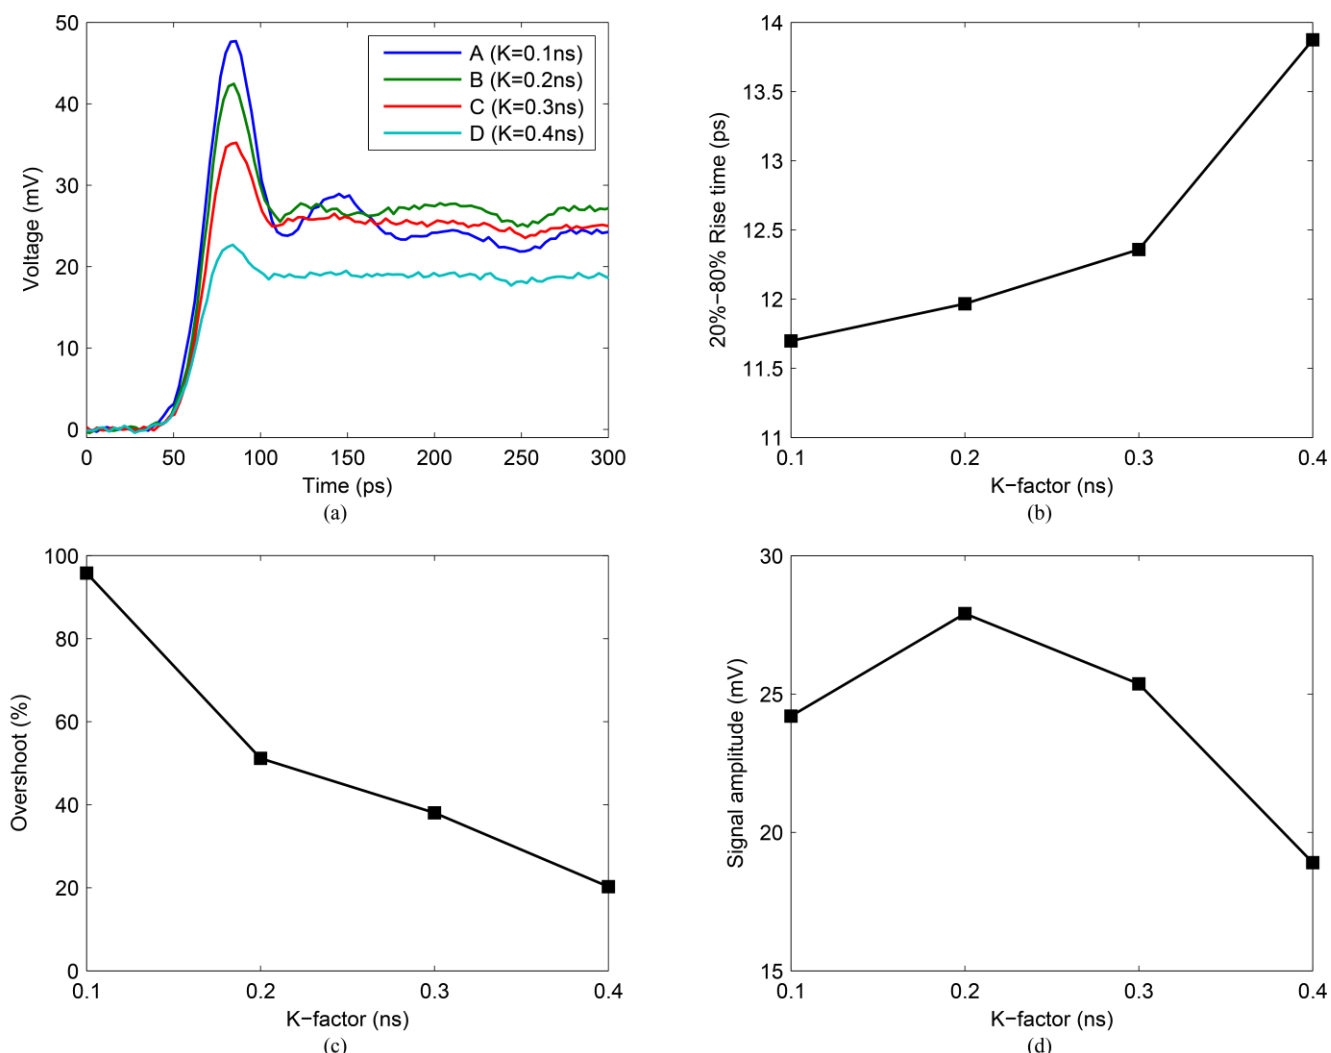 50
40
30
20
10
0
Voltage (mV)
A (K=0.1ns)
B (K=0.2ns)
C (K=0.3ns)
D (K=0.4ns)
0 50 100 150 200 250 300
Time (ps)
(a)
14
13.5
13
12.5
12
11.5
11
20%−80% Rise time (ps)
0.1 0.2 0.3 0.4
K−factor (ns)
(b)
100
80
60
40
20
0
Overshoot (%)
0.1 0.2 0.3 0.4
K−factor (ns)
(c)
30
25
20
15
Signal amplitude (mV)
0.1 0.2 0.3 0.4
K−factor (ns)
(d)